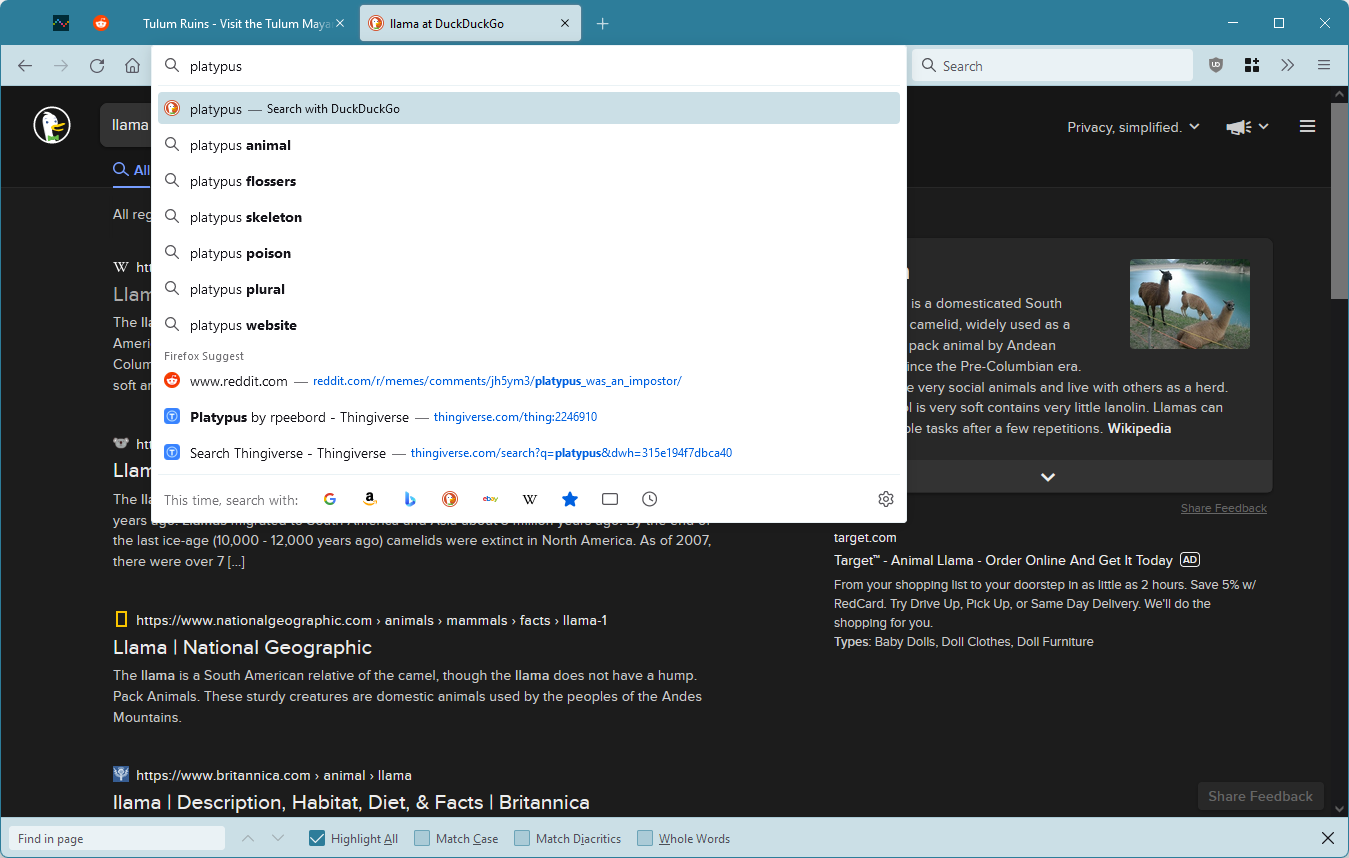 Tulum Ruins - Visit the Tulum Maya
llama at DuckDuckGo
platypus
Search
platypus — Search with DuckDuckGo
platypus animal
platypus flossers
platypus skeleton
platypus poison
platypus plural
platypus website
Firefox Suggest
www.reddit.com — reddit.com/r/memes/comments/jh5ym3/platypus_was_an_impostor/
Platypus by rpeebord - Thingiverse — thingiverse.com/thing:2246910
Search Thingiverse - Thingiverse — thingiverse.com/search?q=platypus&dwh=315e194f7dbca40
This time, search with:
llama
Privacy, simplified.
All
All reg
W htt
Llam
The lla
Ameri
Colum
soft an
htt
Llam
The lla
years ago. Llamas migrated to South America and Asia about 3 million years ago. By the end of
the last ice-age (10,000 - 12,000 years ago) camelids were extinct in North America. As of 2007,
there were over 7 [...]
https://www.nationalgeographic.com › animals › mammals › facts › llama-1
Llama | National Geographic
The llama is a South American relative of the camel, though the llama does not have a hump.
Pack Animals. These sturdy creatures are domestic animals used by the peoples of the Andes
Mountains.
https://www.britannica.com › animal › llama
llama | Description, Habitat, Diet, & Facts | Britannica
is a domesticated South
camelid, widely used as a
pack animal by Andean
ince the Pre-Columbian era.
e very social animals and live with others as a herd.
l is very soft contains very little lanolin. Llamas can
ple tasks after a few repetitions. Wikipedia
Share Feedback
target.com
Target™ - Animal Llama - Order Online And Get It Today AD
From your shopping list to your doorstep in as little as 2 hours. Save 5% w/
RedCard. Try Drive Up, Pick Up, or Same Day Delivery. We'll do the
shopping for you.
Types: Baby Dolls, Doll Clothes, Doll Furniture
Share Feedback
Find in page
Highlight All
Match Case
Match Diacritics
Whole Words